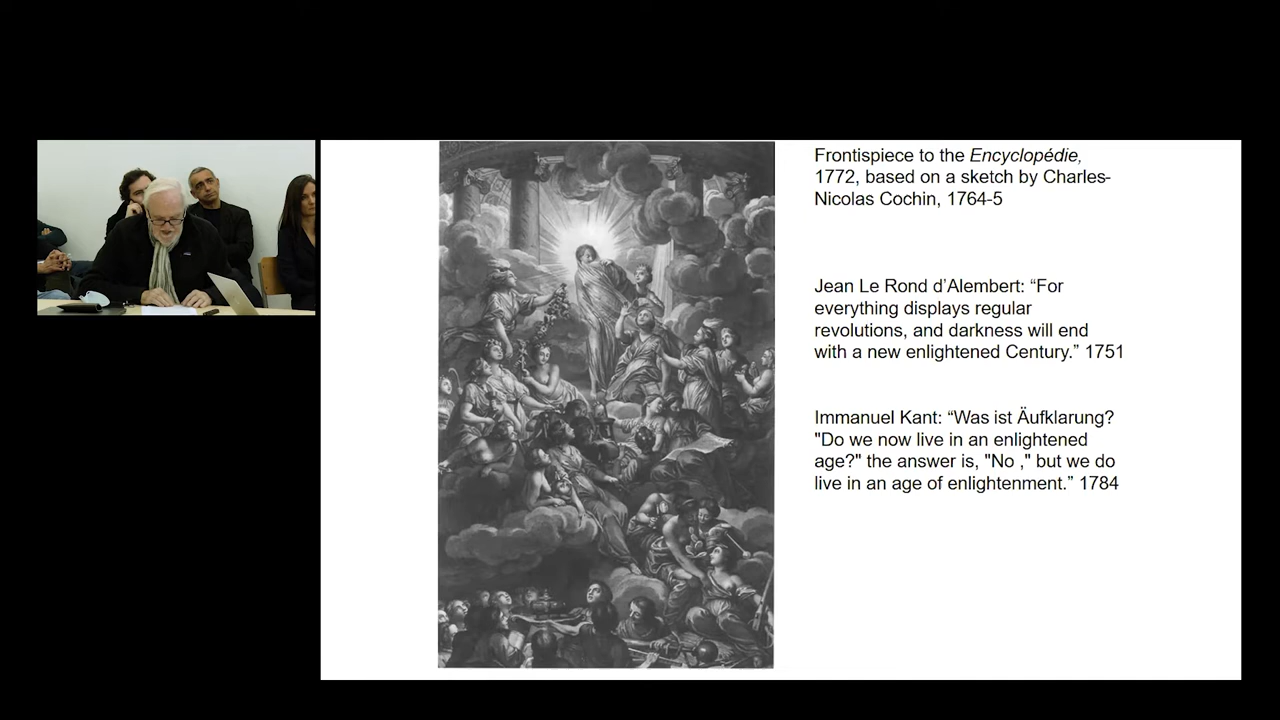 Frontispiece to the Encyclopédie,
1772, based on a sketch by Charles-
Nicolas Cochin, 1764-5
Jean Le Rond d’Alembert: “For
everything displays regular
revolutions, and darkness will end
with a new enlightened Century.” 1751
Immanuel Kant: “Was ist Äufklarung?
"Do we now live in an enlightened
age?" the answer is, "No ," but we do
live in an age of enlightenment.” 1784